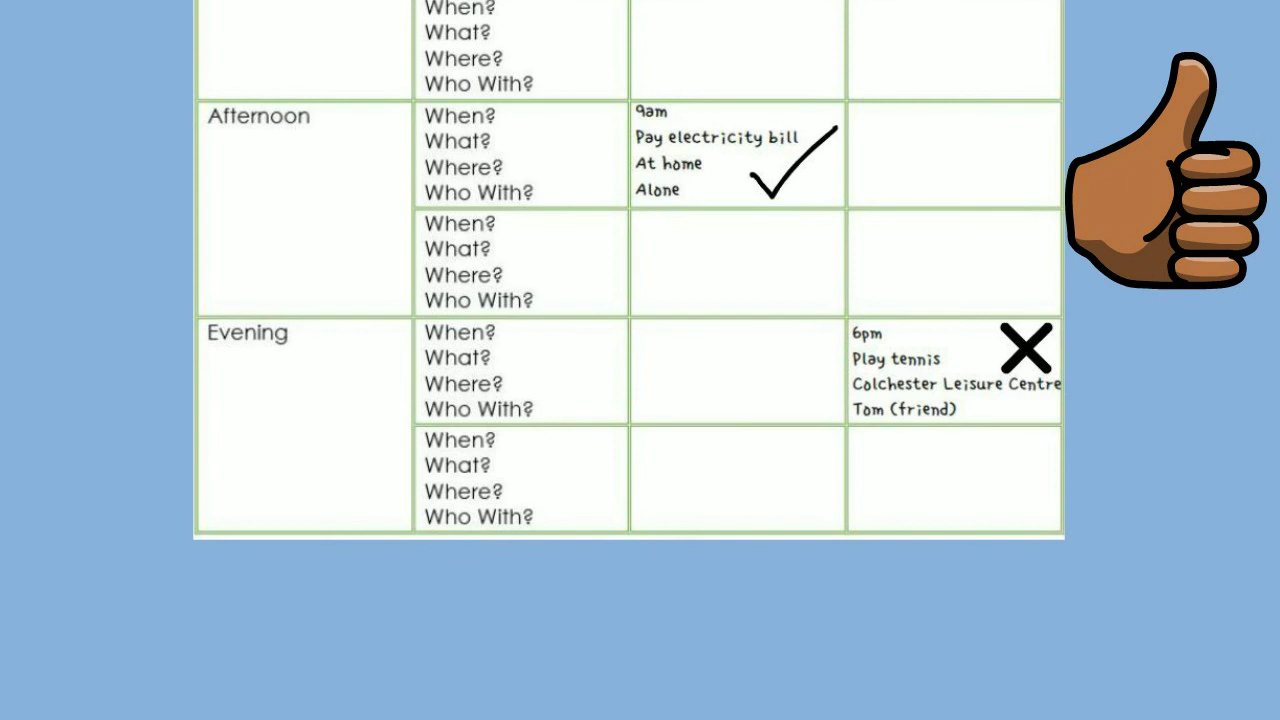 When?
What?
Where?
Who With?
Afternoon
When?
What?
Where?
Who With?
9am
Pay electricity bill
At home
Alone
When?
What?
Where?
Who With?
Evening
When?
What?
Where?
Who With?
6pm
Play tennis
Colchester Leisure Centre
Tom (friend)
When?
What?
Where?
Who With?